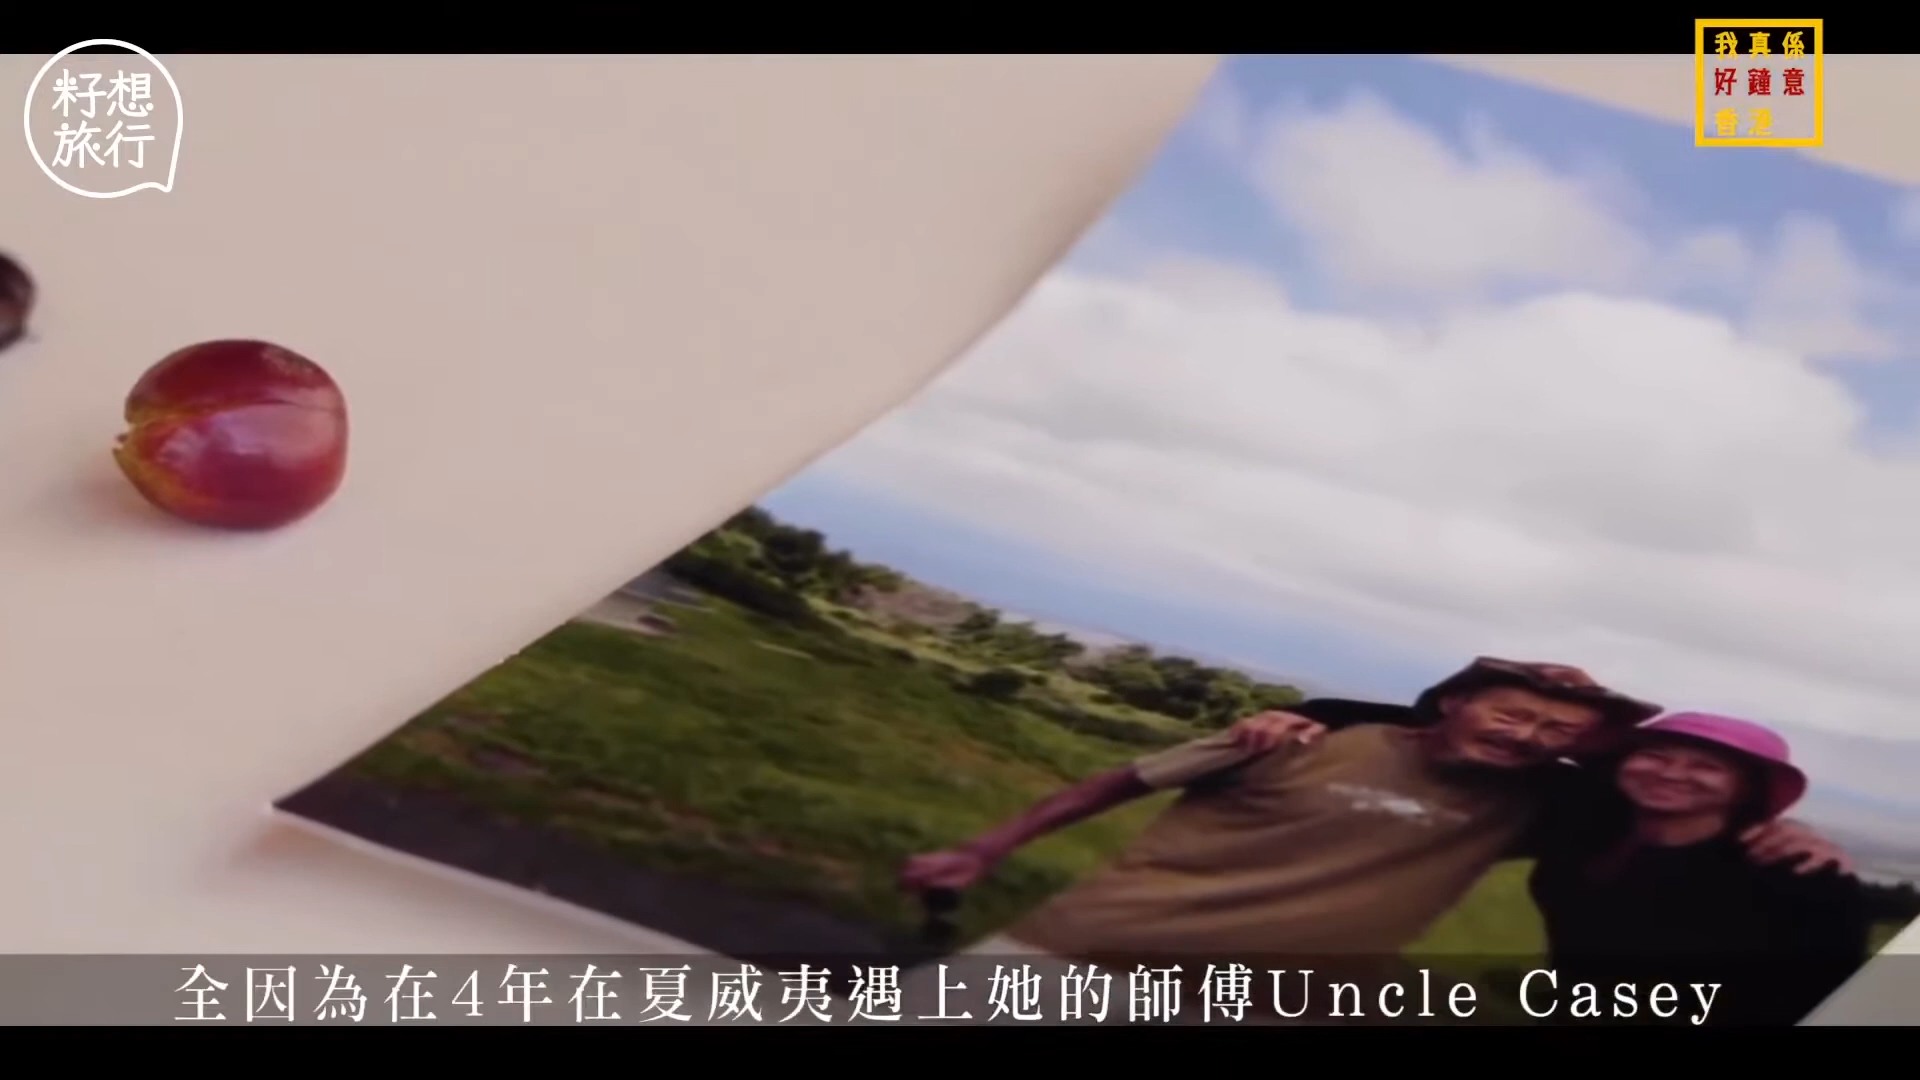 籽想
旅行
我真係
好鐘意
香港
全因為在4年在夏威夷遇上她的師傅Uncle Casey